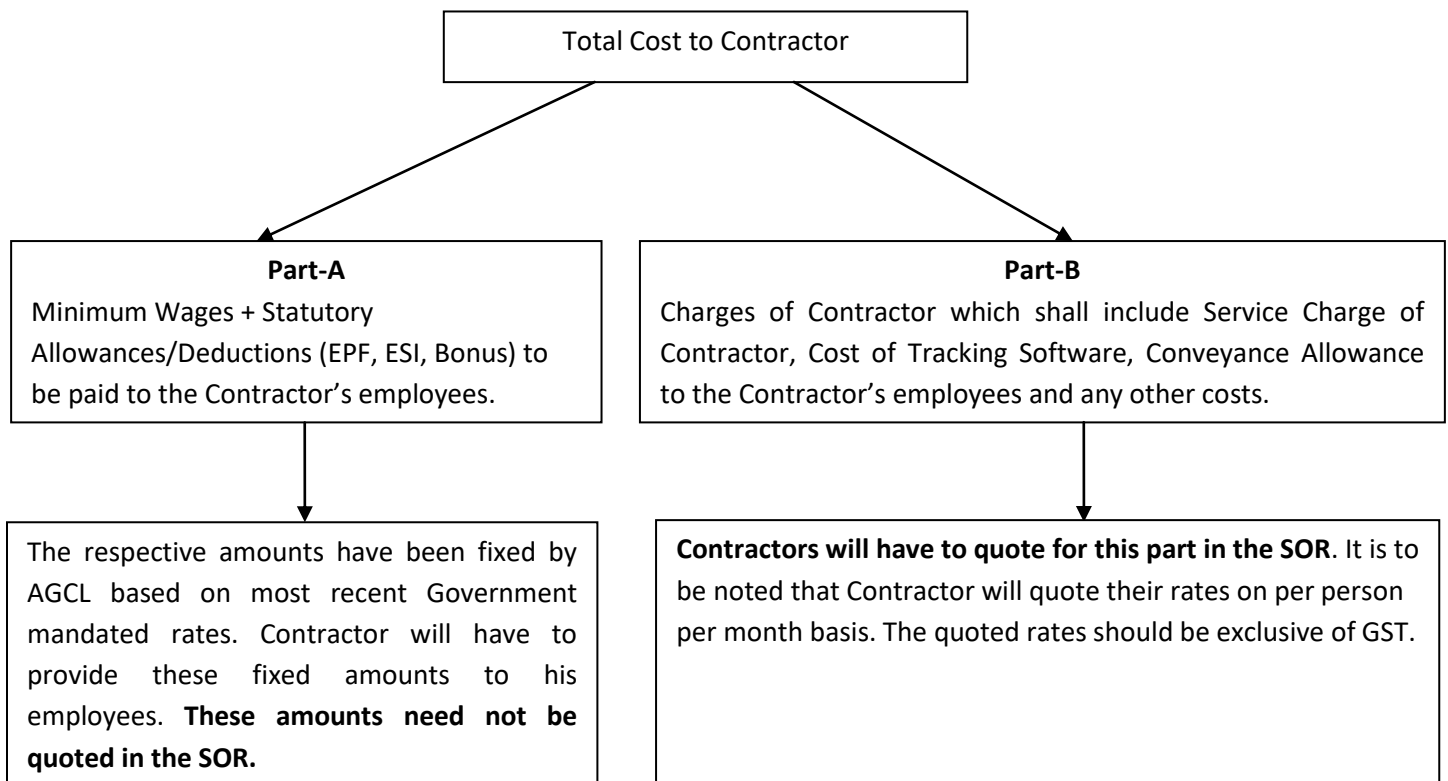 Total Cost to Contractor
Part-A
Minimum Wages + Statutory
Allowances/Deductions (EPF, ESI, Bonus) to
be paid to the Contractor’s employees.
Part-B
Charges of Contractor which shall include Service Charge of
Contractor, Cost of Tracking Software, Conveyance Allowance
to the Contractor’s employees and any other costs.
The respective amounts have been fixed by
AGCL based on most recent Government
mandated rates. Contractor will have to
provide these fixed amounts to his
employees. These amounts need not be
quoted in the SOR.
Contractors will have to quote for this part in the SOR. It is to
be noted that Contractor will quote their rates on per person
per month basis. The quoted rates should be exclusive of GST.